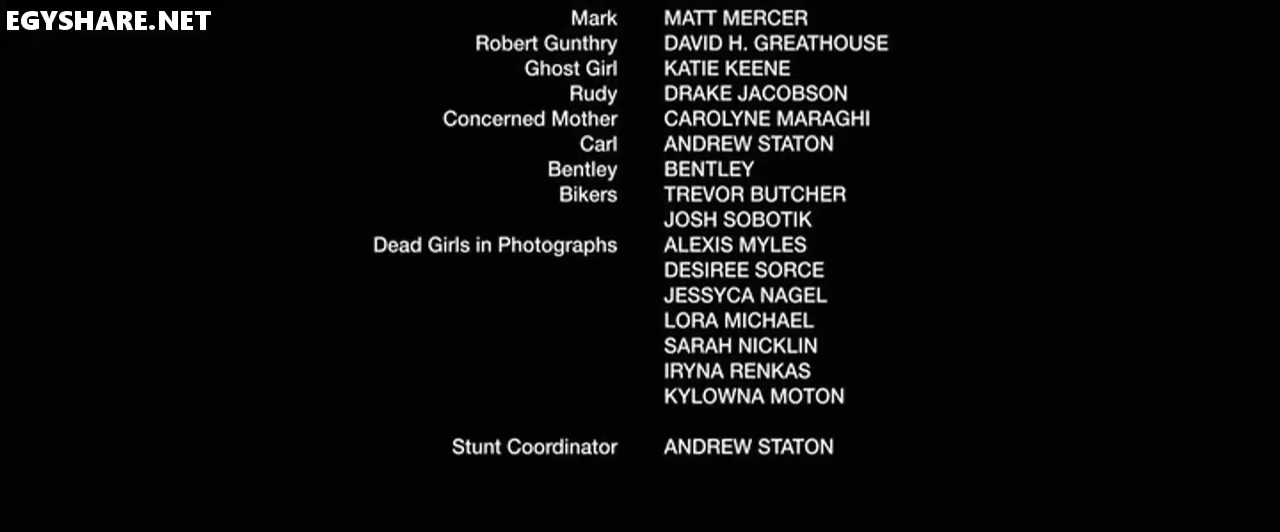 EGYSHARE.NET
Mark MATT MERCER
Robert Gunthry DAVID H. GREATHOUSE
Ghost Girl KATIE KEENE
Rudy DRAKE JACOBSON
Concerned Mother CAROLYNE MARAGHI
Carl ANDREW STATON
Bentley BENTLEY
Bikers TREVOR BUTCHER
JOSH SOBOTIK
Dead Girls in Photographs ALEXIS MYLES
DESIREE SORCE
JESSYCA NAGEL
LORA MICHAEL
SARAH NICKLIN
IRYNA RENKAS
KYLOWNA MOTON
Stunt Coordinator ANDREW STATON